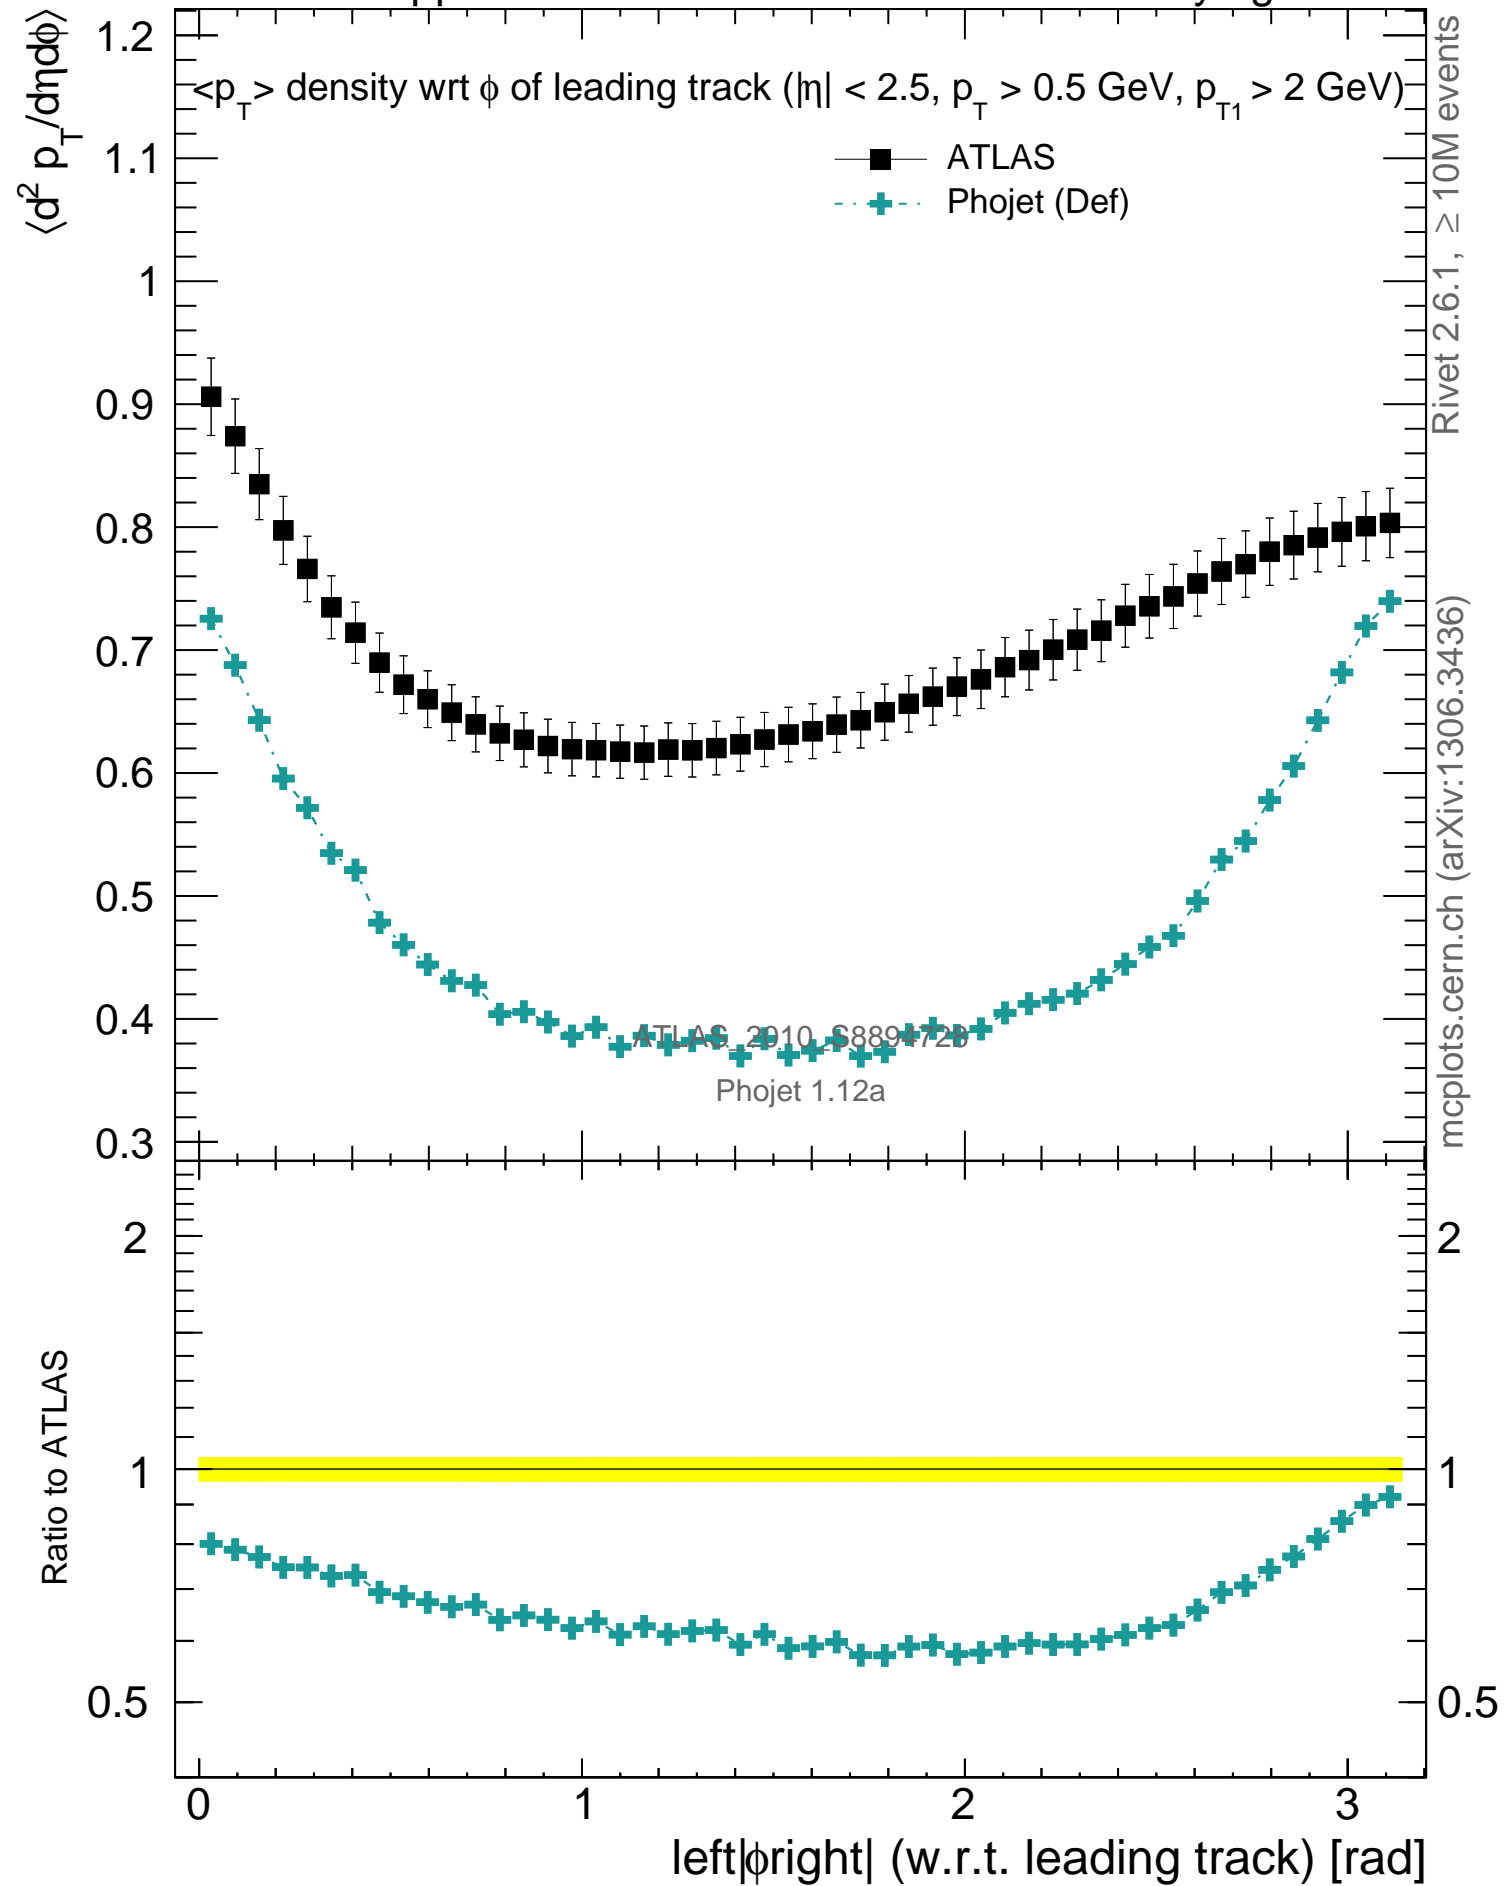 ⟨d² p_T/dηdϕ⟩
<p_T> density wrt ϕ of leading track (|η| < 2.5, p_T > 0.5 GeV, p_T1 > 2 GeV)
ATLAS
Phojet (Def)
1.2
1.1
1
0.9
0.8
0.7
0.6
0.5
0.4
0.3
ATLAS_2010_S8894728
Phojet 1.12a
Rivet 2.6.1, ≥ 10M events
mcplots.cern.ch (arXiv:1306.3436)
Ratio to ATLAS
2
1
0.5
2
1
0.5
0 1 2 3
left|ϕright| (w.r.t. leading track) [rad]